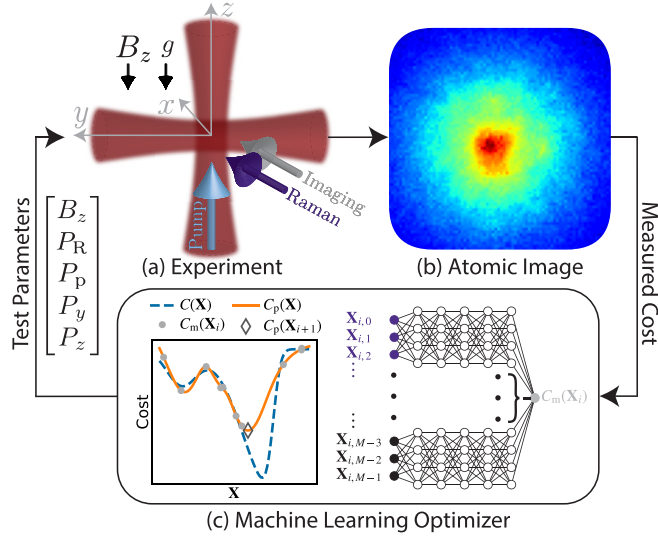 z
B_z g
x
y
Imaging
Raman
Pump
(a) Experiment
(b) Atomic Image
Test Parameters
B_z
P_R
P_p
P_y
P_z
Measured Cost
C(X) C_p(X)
C_m(X_i) C_p(X_{i+1})
Cost
X
X_{i,0}
X_{i,1}
X_{i,2}
...
...
X_{i,M−3}
X_{i,M−2}
X_{i,M−1}
C_m(X_i)
(c) Machine Learning Optimizer